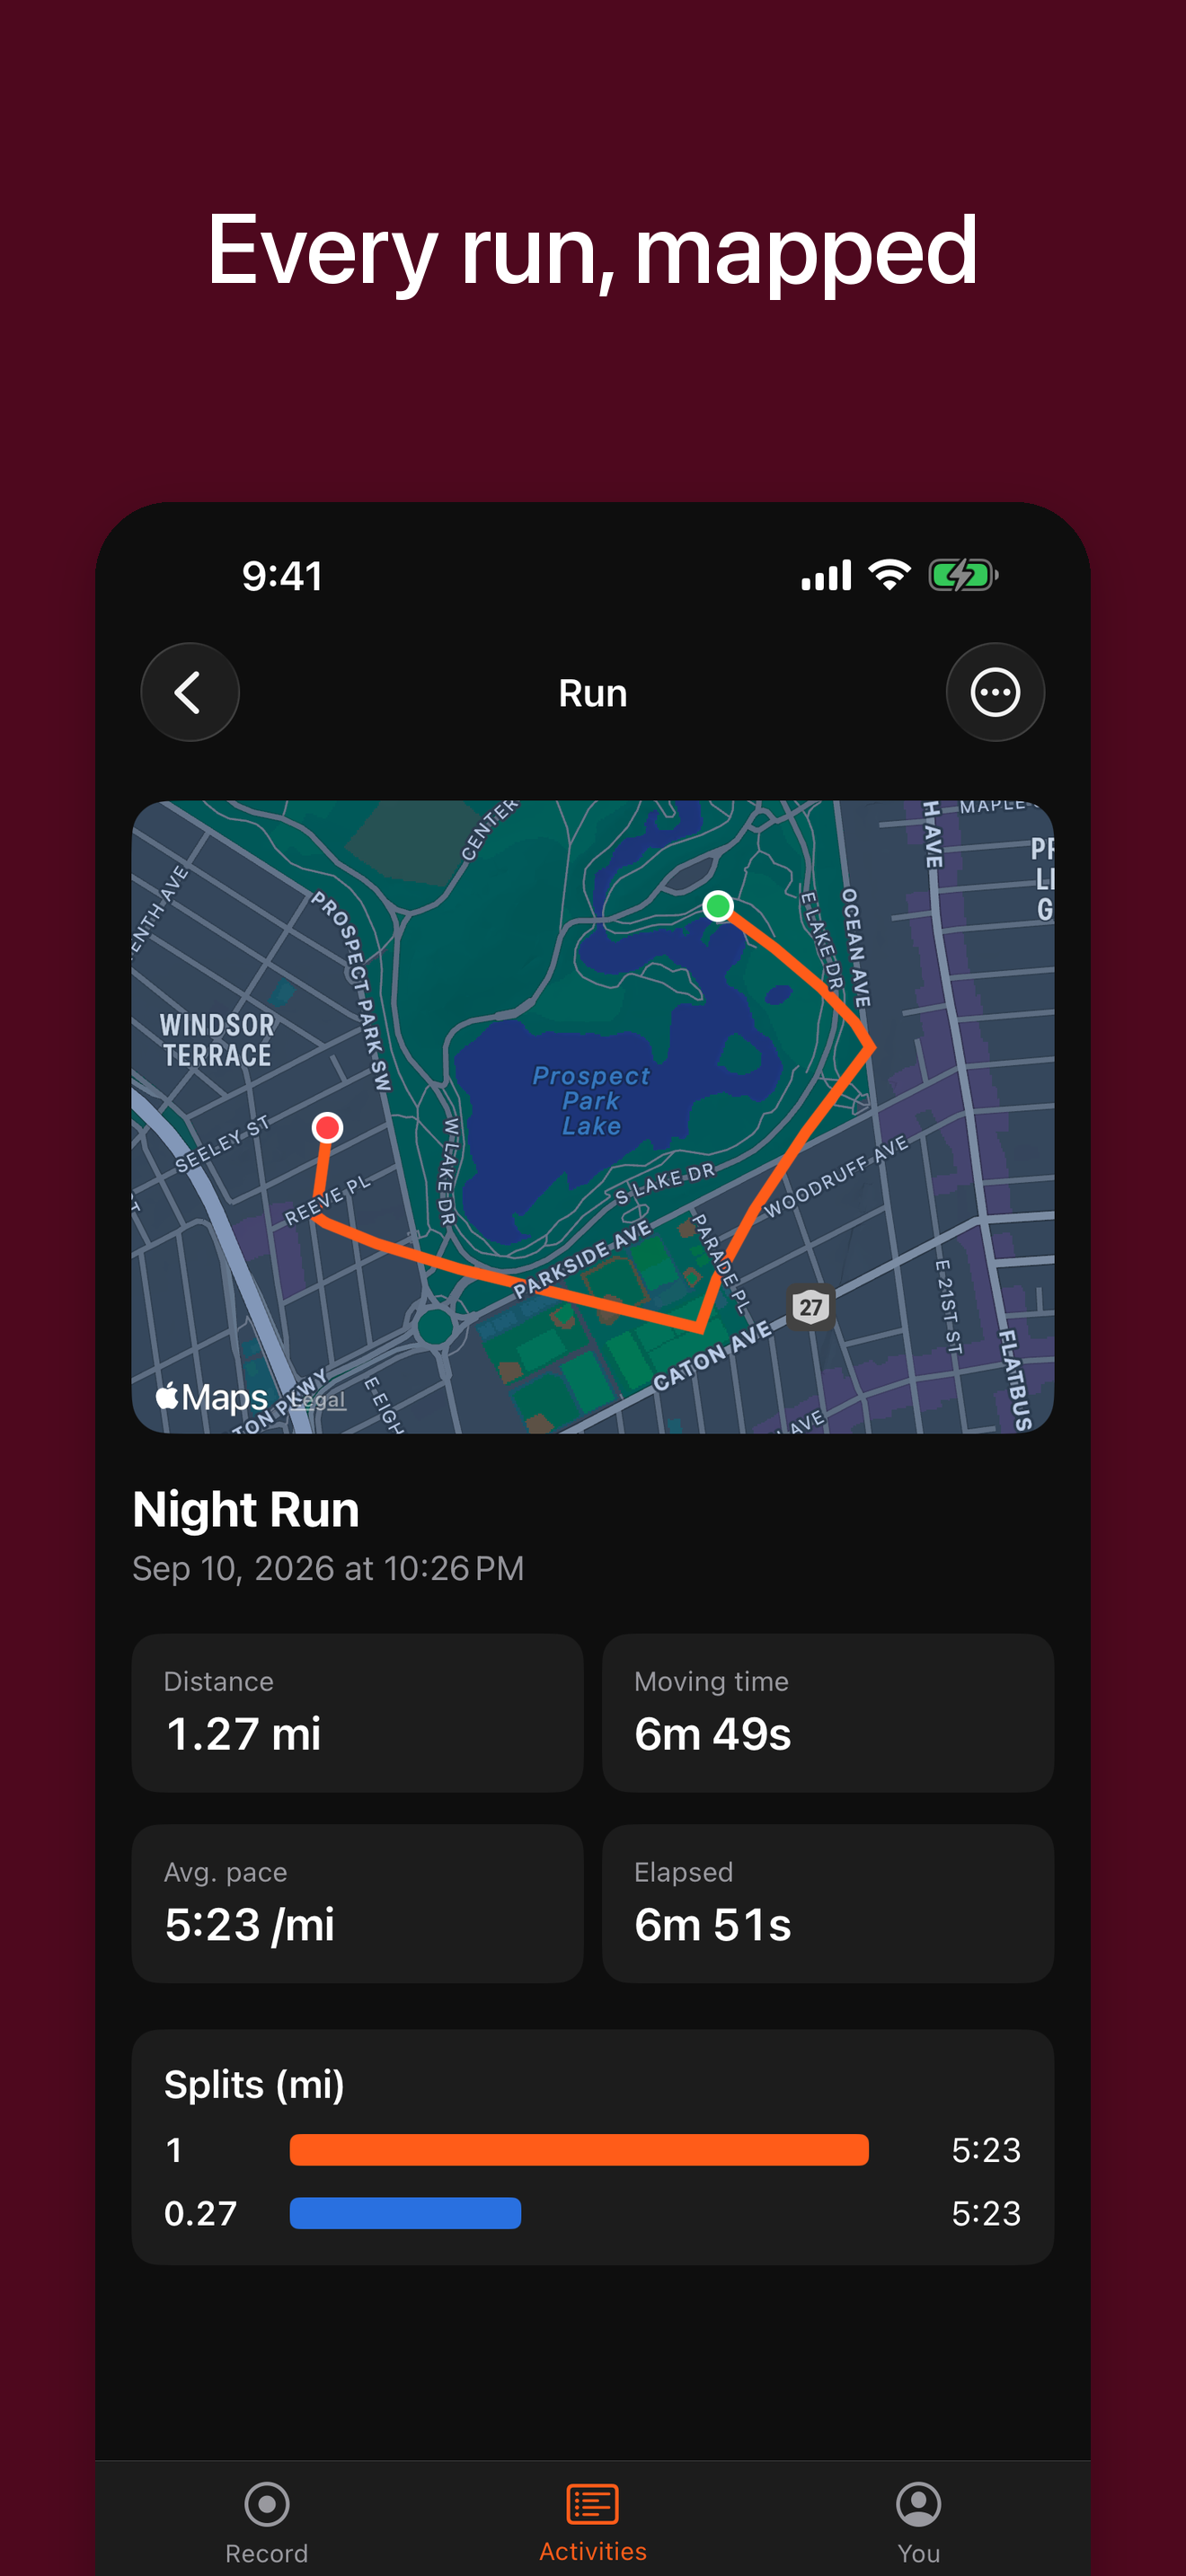 Every run, mapped
9:41
Run
CENTER
MAPLE
H AVE
ENTH AVE
PROSPECT PARK SW
E LAKE DR
OCEAN AVE
WINDSOR
TERRACE
Prospect
Park
Lake
SEELEY ST
W LAKE DR
REEVE PL
S LAKE DR
WOODRUFF AVE
PARKSIDE AVE
PARADE PL
E 21ST ST
27
CATON AVE
FLATBUS
E EIGH
TON PKWY
AVE
Maps
Legal
Night Run
Sep 10, 2026 at 10:26 PM
Distance
1.27 mi
Moving time
6m 49s
Avg. pace
5:23 /mi
Elapsed
6m 51s
Splits (mi)
1
5:23
0.27
5:23
Record
Activities
You